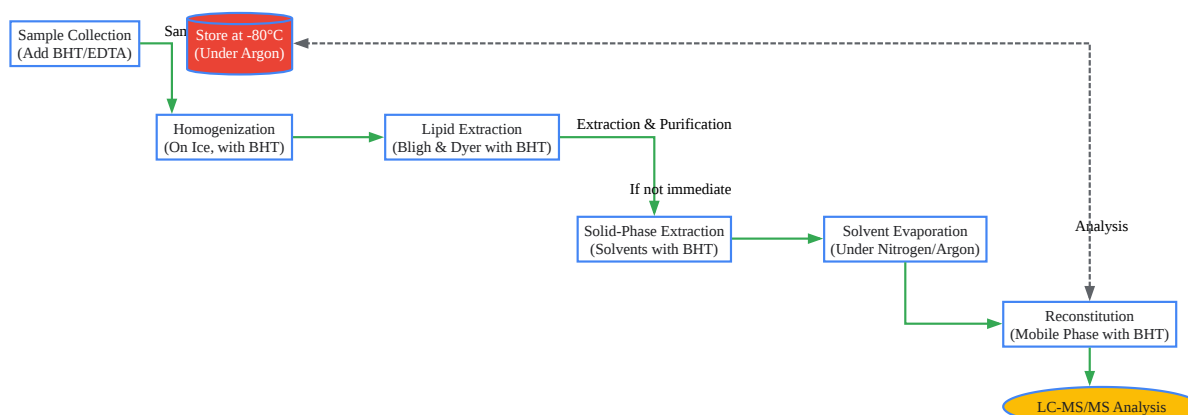 Sample Collection
(Add BHT/EDTA)
Store at -80°C
(Under Argon)
Homogenization
(On Ice, with BHT)
Lipid Extraction
(Bligh & Dyer with BHT)
Extraction & Purification
If not immediate
Solid-Phase Extraction
(Solvents with BHT)
Solvent Evaporation
(Under Nitrogen/Argon)
Analysis
Reconstitution
(Mobile Phase with BHT)
LC-MS/MS Analysis